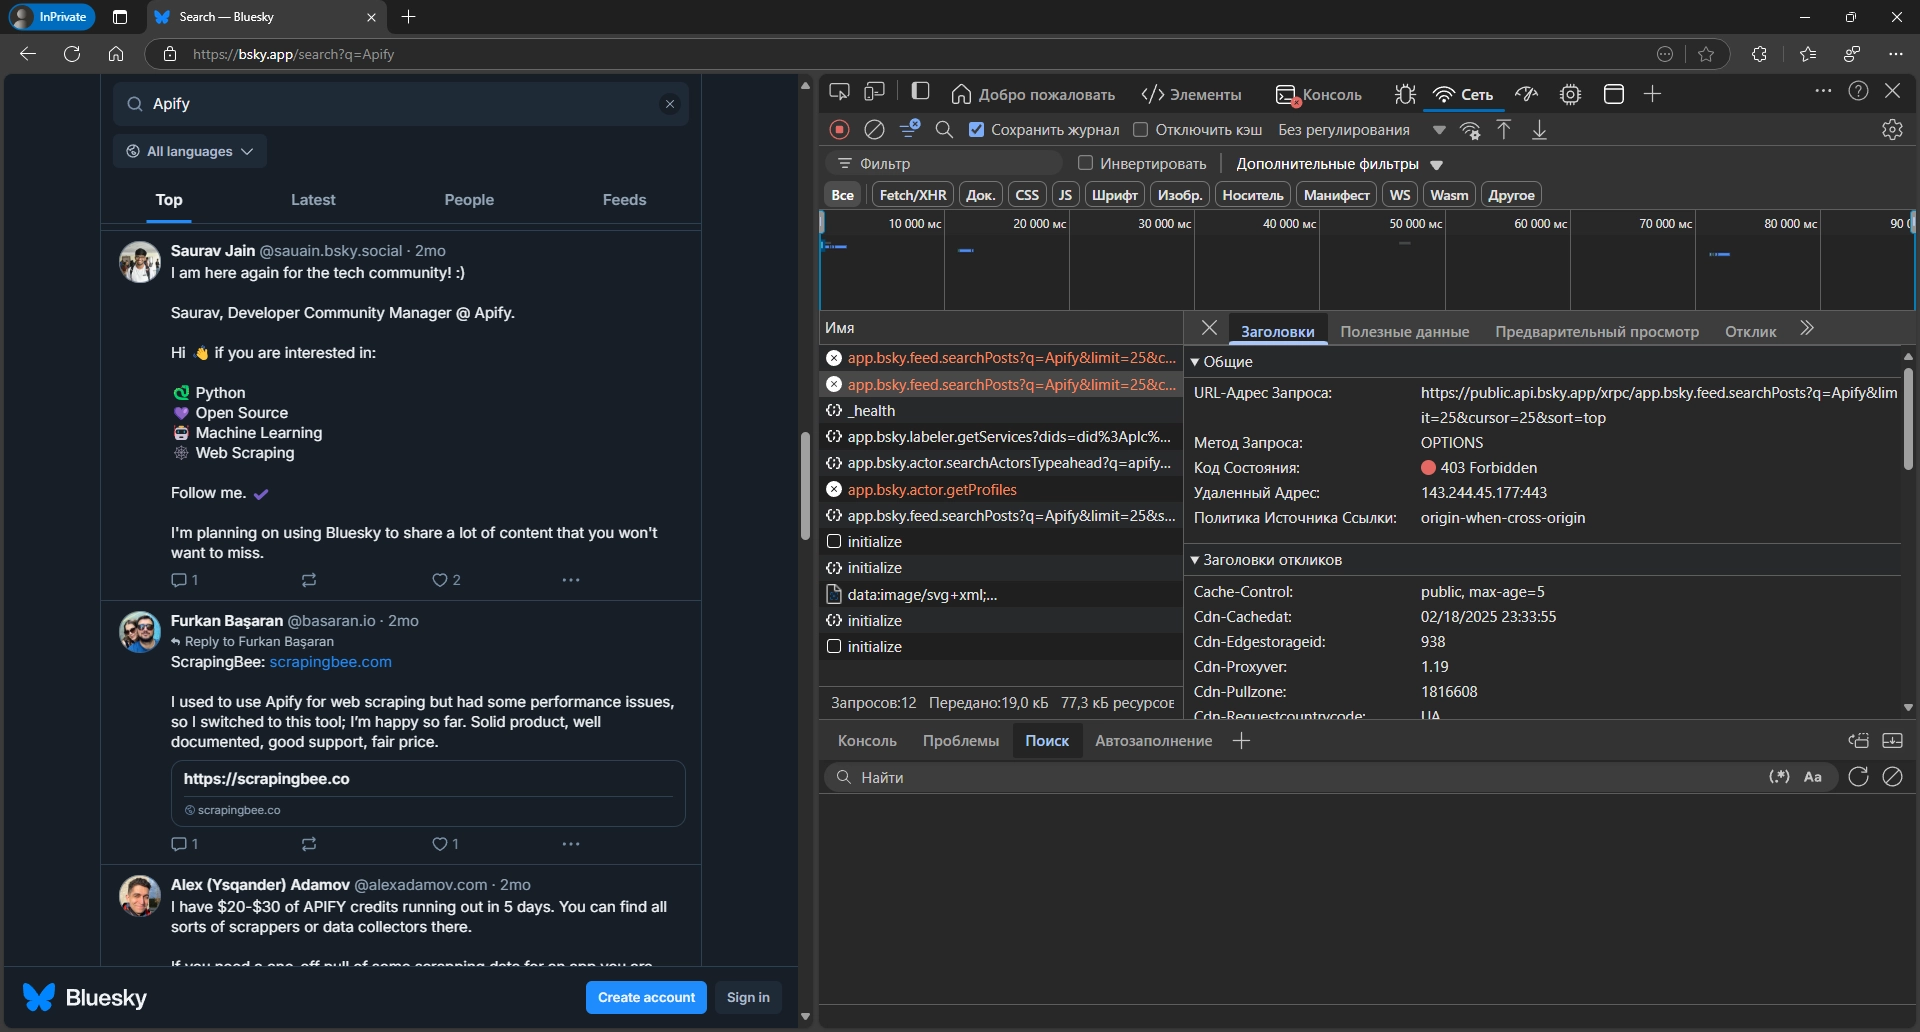 InPrivate
Search — Bluesky
https://bsky.app/search?q=Apify
Apify
All languages
Top
Latest
People
Feeds
Saurav Jain @sauain.bsky.social · 2mo
I am here again for the tech community! :)
Saurav, Developer Community Manager @ Apify.
Hi 👋 if you are interested in:
Python
💜 Open Source
🤖 Machine Learning
🕸 Web Scraping
Follow me. ✔
I'm planning on using Bluesky to share a lot of content that you won't
want to miss.
1
2
Furkan Başaran @basaran.io · 2mo
Reply to Furkan Başaran
ScrapingBee: scrapingbee.com
I used to use Apify for web scraping but had some performance issues,
so I switched to this tool; I'm happy so far. Solid product, well
documented, good support, fair price.
https://scrapingbee.co
scrapingbee.co
1
1
Alex (Ysqander) Adamov @alexadamov.com · 2mo
I have $20-$30 of APIFY credits running out in 5 days. You can find all
sorts of scrappers or data collectors there.
Bluesky
Create account
Sign in
Добро пожаловать
Элементы
Консоль
Сеть
Сохранить журнал
Отключить кэш
Без регулирования
Фильтр
Инвертировать
Дополнительные фильтры
Все
Fetch/XHR
Док.
CSS
JS
Шрифт
Изобр.
Носитель
Манифест
WS
Wasm
Другое
10 000 мс
20 000 мс
30 000 мс
40 000 мс
50 000 мс
60 000 мс
70 000 мс
80 000 мс
90
Имя
app.bsky.feed.searchPosts?q=Apify&limit=25&c...
app.bsky.feed.searchPosts?q=Apify&limit=25&c...
_health
app.bsky.labeler.getServices?dids=did%3Aplc%...
app.bsky.actor.searchActorsTypeahead?q=apify...
app.bsky.actor.getProfiles
app.bsky.feed.searchPosts?q=Apify&limit=25&s...
initialize
initialize
data:image/svg+xml;...
initialize
initialize
Запросов:12 Передано:19,0 кБ 77,3 кБ ресурсов
Заголовки
Полезные данные
Предварительный просмотр
Отклик
Общие
URL-Адрес Запроса: https://public.api.bsky.app/xrpc/app.bsky.feed.searchPosts?q=Apify&lim
it=25&cursor=25&sort=top
Метод Запроса: OPTIONS
Код Состояния: 403 Forbidden
Удаленный Адрес: 143.244.45.177:443
Политика Источника Ссылки: origin-when-cross-origin
Заголовки откликов
Cache-Control: public, max-age=5
Cdn-Cachedat: 02/18/2025 23:33:55
Cdn-Edgestorageid: 938
Cdn-Proxyver: 1.19
Cdn-Pullzone: 1816608
Cdn-Requestcountrycode: UA
Консоль
Проблемы
Поиск
Автозаполнение
Найти
(.*) Aa